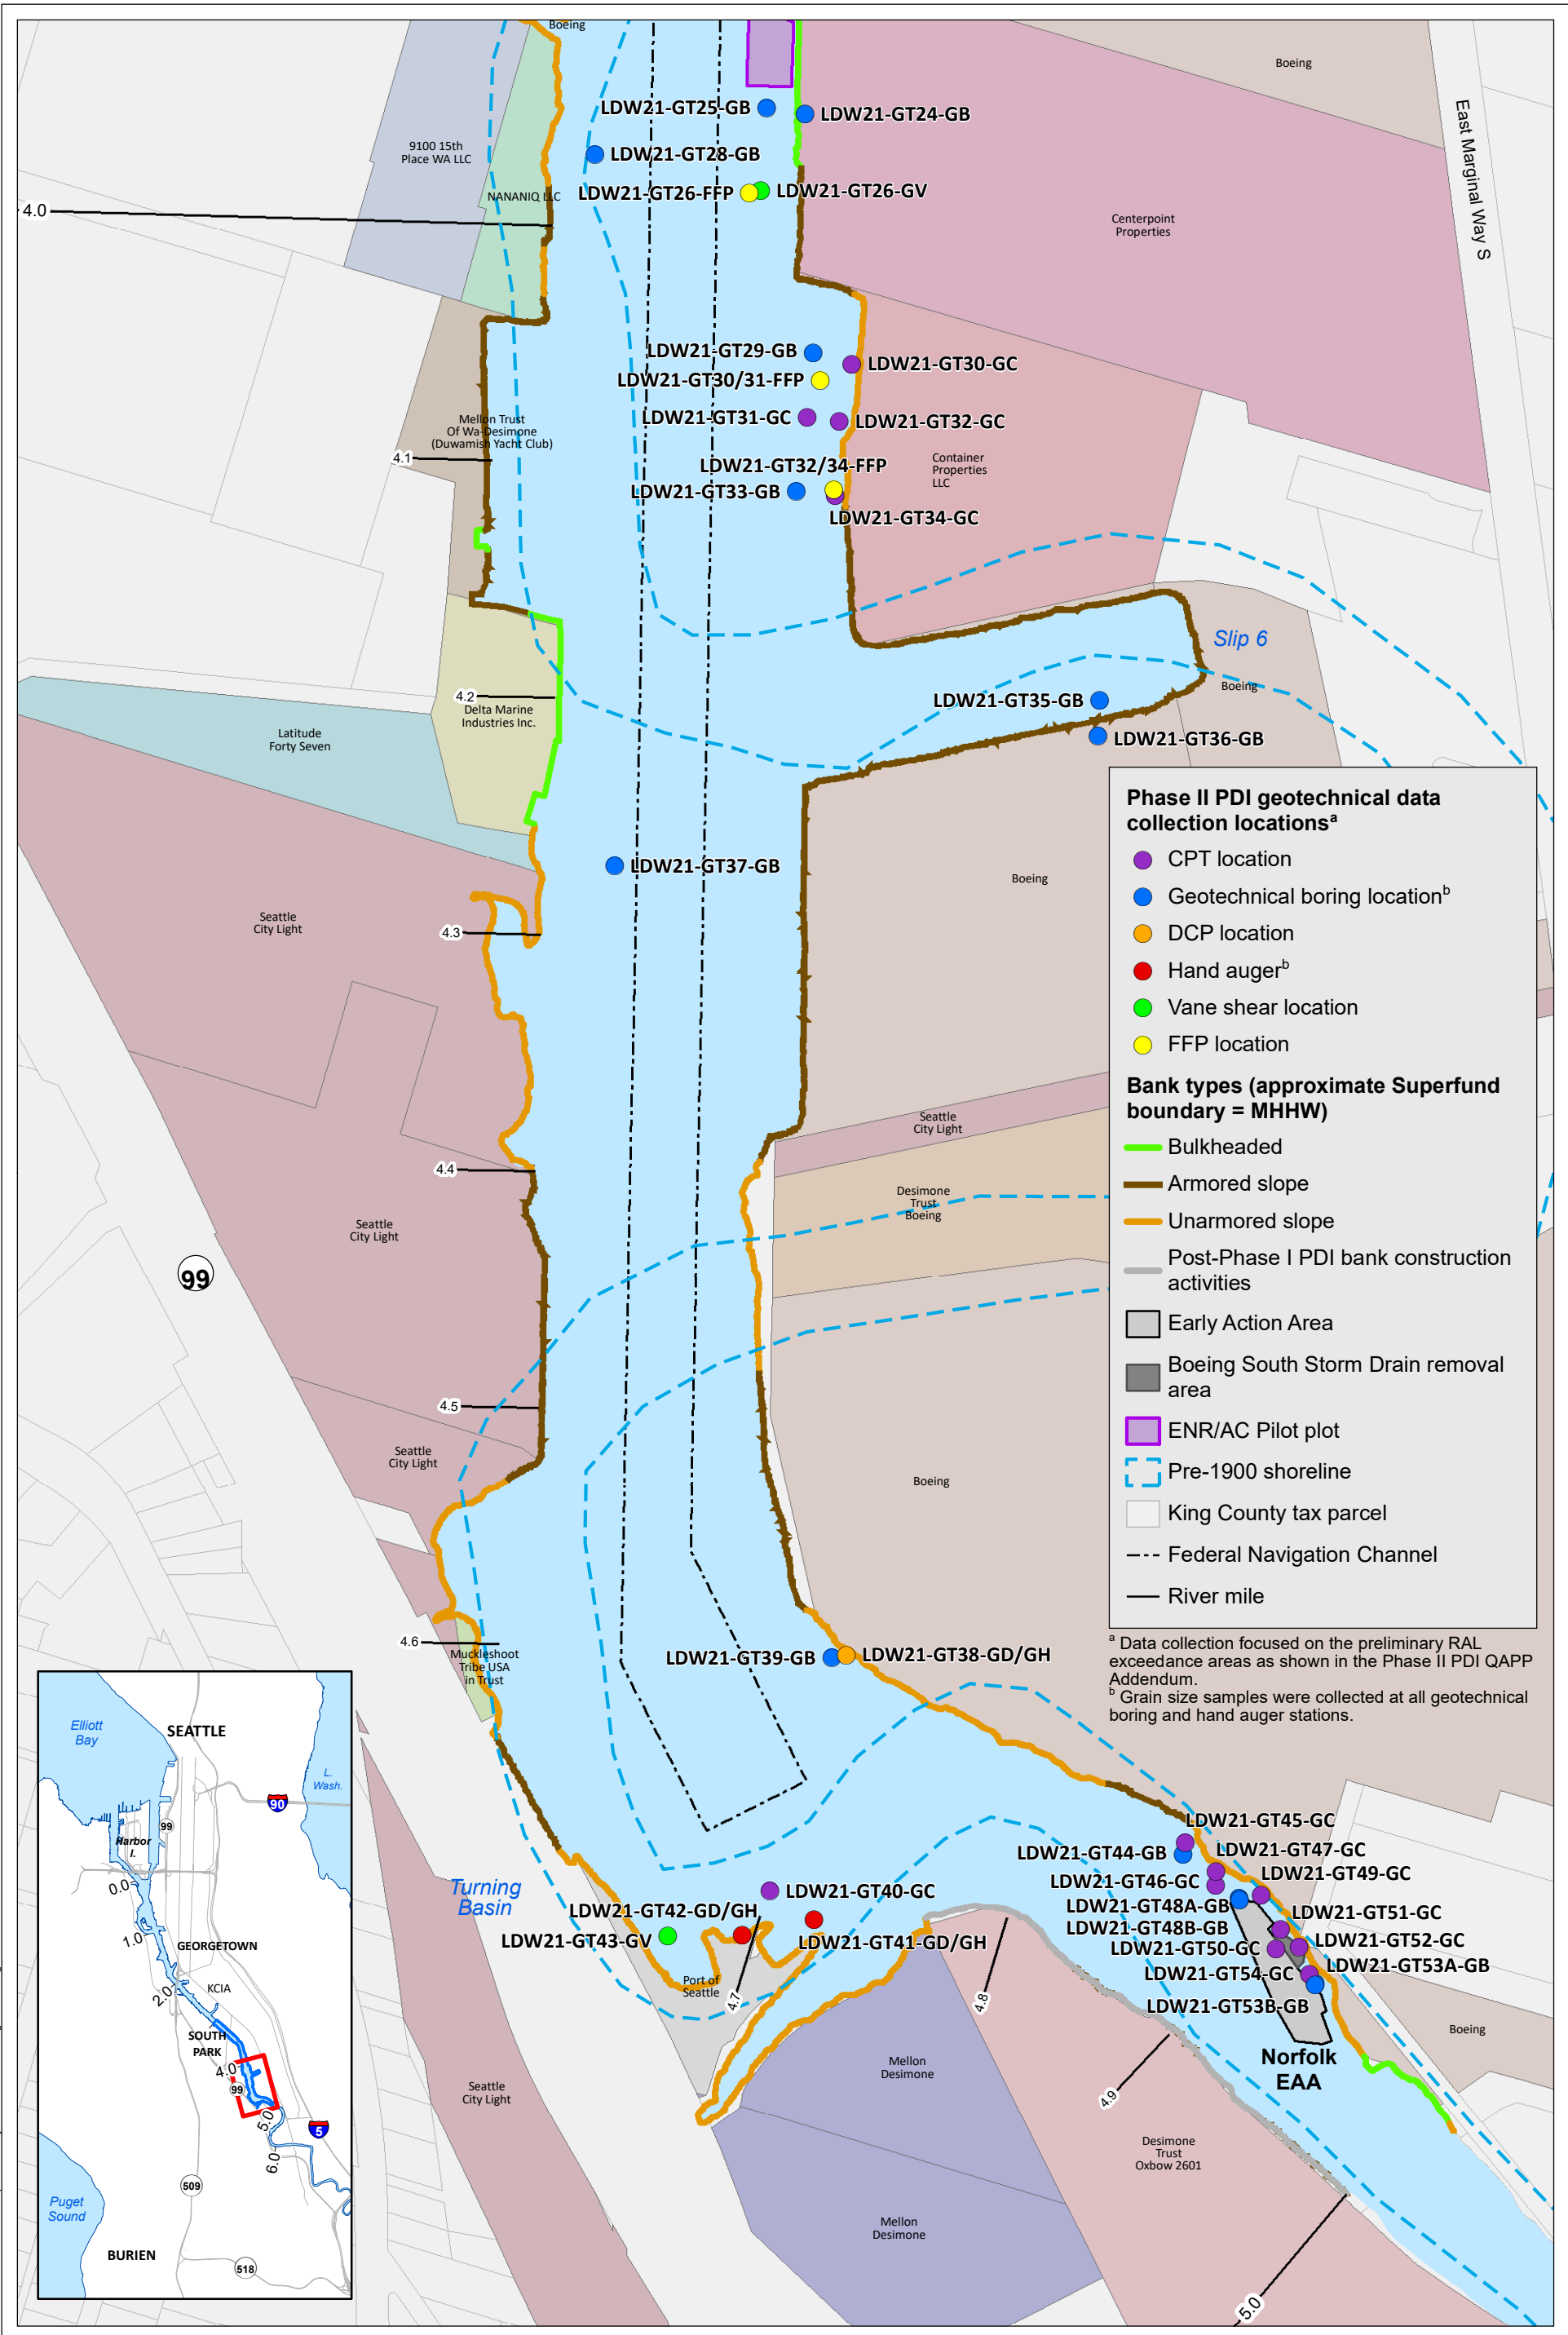 Boeing
Boeing
East Marginal Way S
LDW21-GT25-GB
LDW21-GT24-GB
9100 15th
Place WA LLC
LDW21-GT28-GB
NANANIQ LLC
LDW21-GT26-FFP
LDW21-GT26-GV
4.0
Centerpoint
Properties
LDW21-GT29-GB
LDW21-GT30-GC
LDW21-GT30/31-FFP
Mellon Trust
Of Wa-Desimone
(Duwamish Yacht Club)
LDW21-GT31-GC
LDW21-GT32-GC
4.1
LDW21-GT32/34-FFP
Container
Properties
LLC
LDW21-GT33-GB
LDW21-GT34-GC
Slip 6
Boeing
4.2
Delta Marine
Industries Inc.
LDW21-GT35-GB
Latitude
Forty Seven
LDW21-GT36-GB
LDW21-GT37-GB
Boeing
Seattle
City Light
4.3
Seattle
City Light
4.4
Desimone
Trust
Boeing
Seattle
City Light
99
4.5
Seattle
City Light
Boeing
4.6
Muckleshoot
Tribe USA
in Trust
LDW21-GT39-GB
LDW21-GT38-GD/GH
Phase II PDI geotechnical data
collection locationsa
CPT location
Geotechnical boring locationb
DCP location
Hand augerb
Vane shear location
FFP location
Bank types (approximate Superfund
boundary = MHHW)
Bulkheaded
Armored slope
Unarmored slope
Post-Phase I PDI bank construction
activities
Early Action Area
Boeing South Storm Drain removal
area
ENR/AC Pilot plot
Pre-1900 shoreline
King County tax parcel
Federal Navigation Channel
River mile
a Data collection focused on the preliminary RAL
exceedance areas as shown in the Phase II PDI QAPP
Addendum.
b Grain size samples were collected at all geotechnical
boring and hand auger stations.
LDW21-GT45-GC
LDW21-GT44-GB
LDW21-GT47-GC
LDW21-GT46-GC
LDW21-GT49-GC
LDW21-GT48A-GB
LDW21-GT51-GC
LDW21-GT48B-GB
LDW21-GT52-GC
LDW21-GT50-GC
LDW21-GT53A-GB
LDW21-GT54-GC
LDW21-GT53B-GB
Norfolk
EAA
Boeing
Turning
Basin
LDW21-GT40-GC
LDW21-GT42-GD/GH
LDW21-GT43-GV
LDW21-GT41-GD/GH
Port of
Seattle
4.7
4.8
4.9
5.0
Mellon
Desimone
Mellon
Desimone
Desimone
Trust
Oxbow 2601
Seattle
City Light
Elliott
Bay
SEATTLE
L.
Wash.
90
99
Harbor
I.
0.0
1.0
GEORGETOWN
KCIA
2.0
SOUTH
PARK
4.0
99
5.0
5
6.0
509
Puget
Sound
BURIEN
518